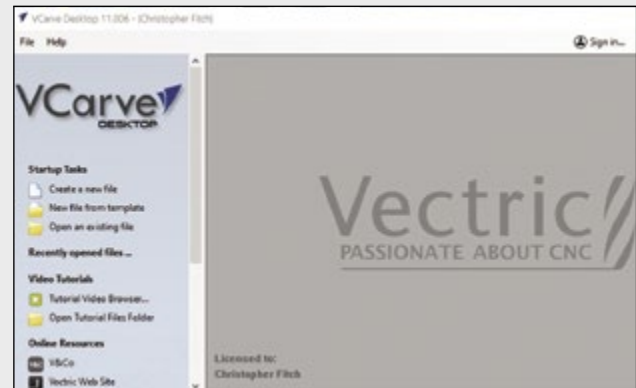 VCarve Desktop 11.006 - (Christopher Fitch)
File Help
Sign in...
VCarve
DESKTOP
Startup Tasks
Create a new file
New file from template
Open an existing file
Recently opened files ...
Video Tutorials
Tutorial Video Browser...
Open Tutorial Files Folder
Online Resources
V&Co
Vectric Web Site
Vectric
PASSIONATE ABOUT CNC
Licensed to:
Christopher Fitch